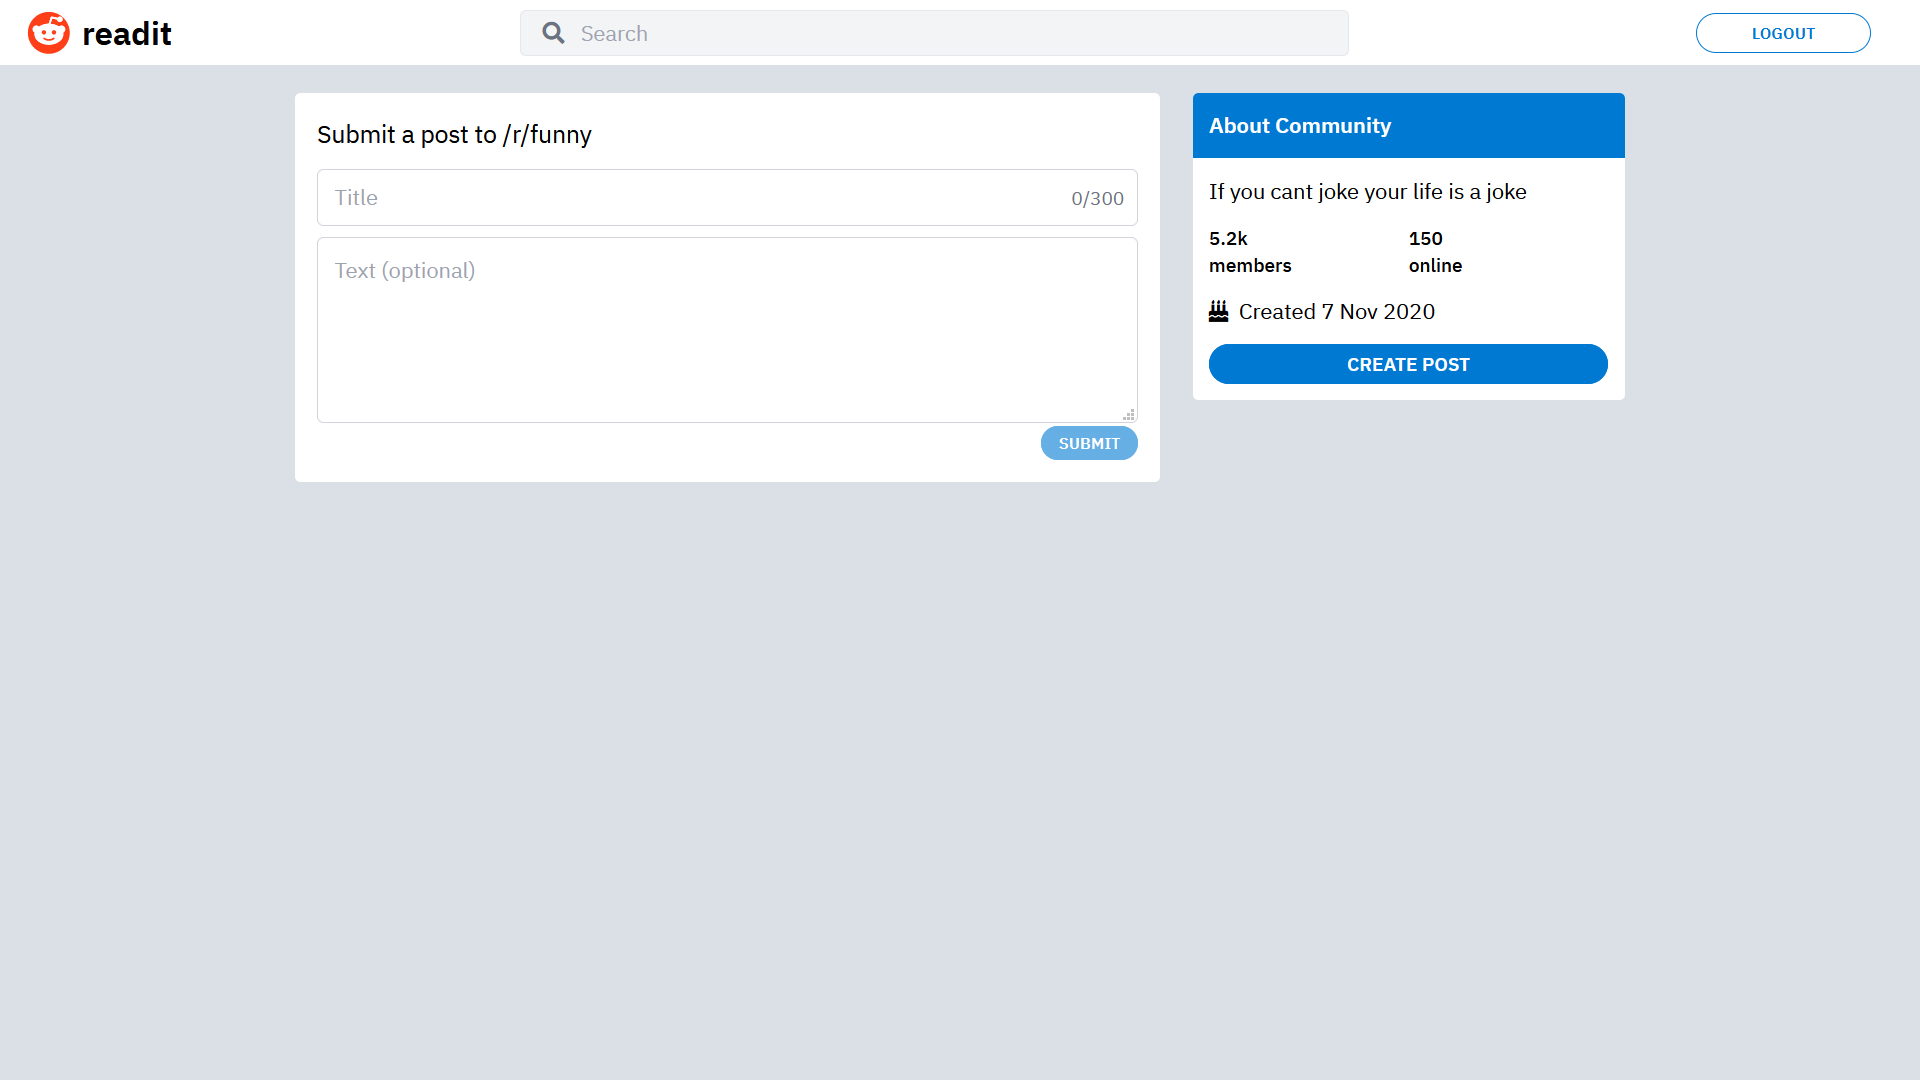 readit
Search
LOGOUT
Submit a post to /r/funny
Title
0/300
Text (optional)
SUBMIT
About Community
If you cant joke your life is a joke
5.2k
members
150
online
Created 7 Nov 2020
CREATE POST